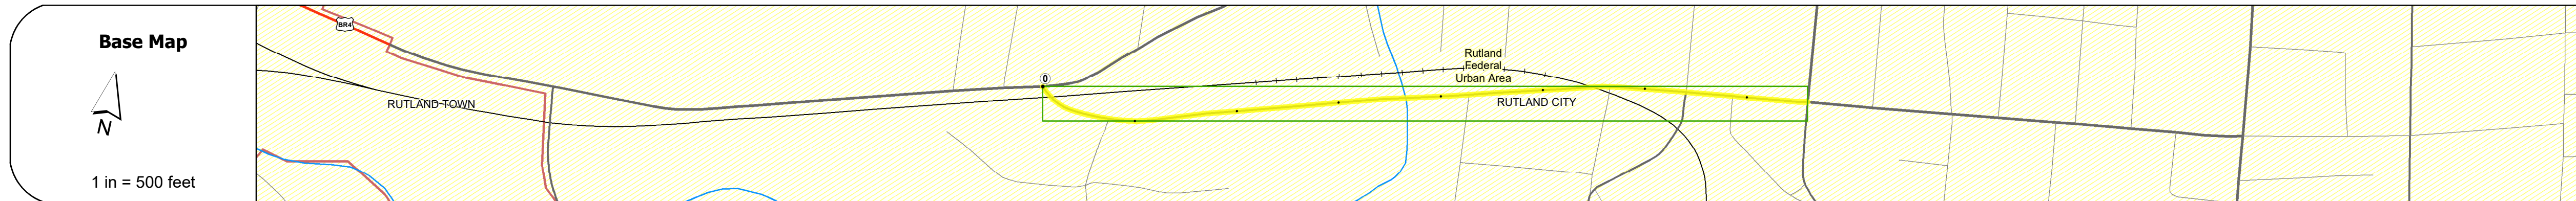 Base Map
N
1 in = 500 feet
BR4
RUTLAND TOWN
0
Rutland
Federal
Urban Area
RUTLAND CITY